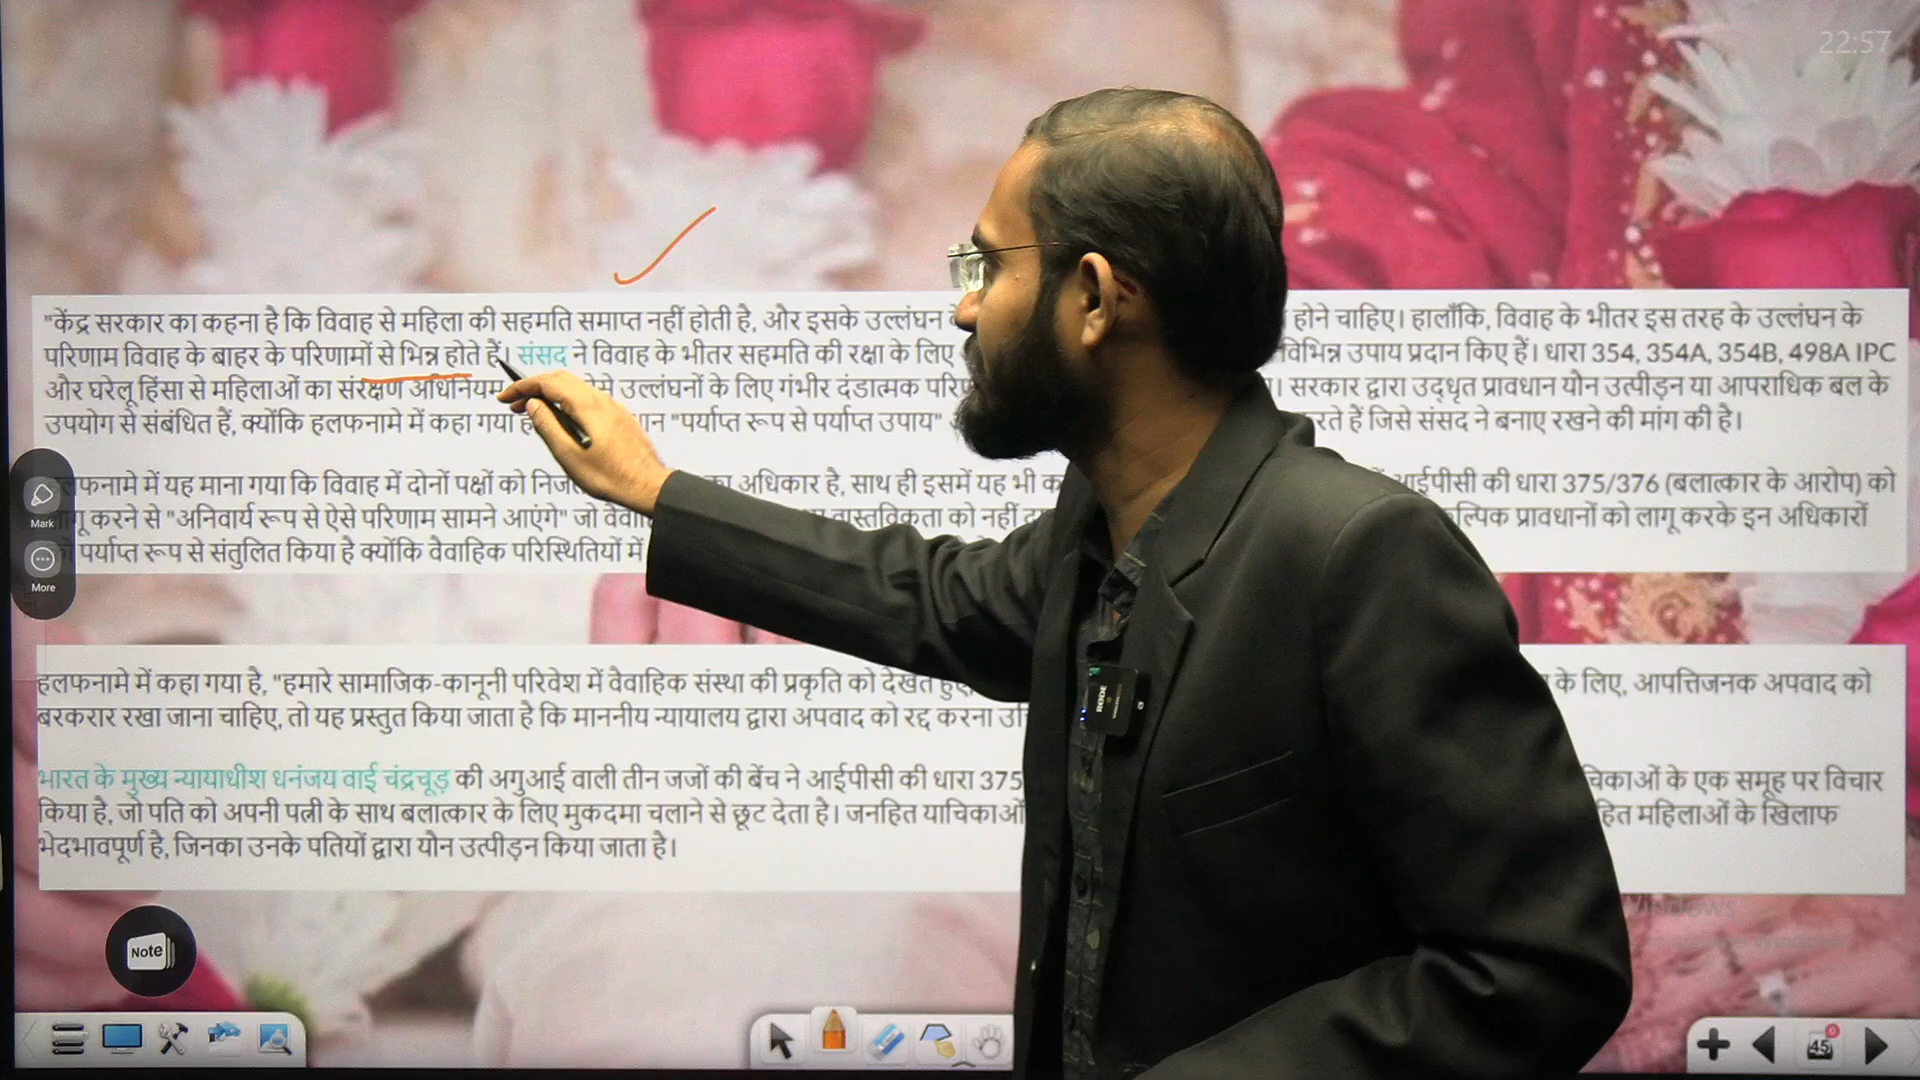 22:57
"केंद्र सरकार का कहना है कि विवाह से महिला की सहमति समाप्त नहीं होती है, और इसके उल्लंघन के होने चाहिए। हालाँकि, विवाह के भीतर इस तरह के उल्लंघन के
परिणाम विवाह के बाहर के परिणामों से भिन्न होते हैं। संसद ने विवाह के भीतर सहमति की रक्षा के लिए विभिन्न उपाय प्रदान किए हैं। धारा 354, 354A, 354B, 498A IPC
और घरेलू हिंसा से महिलाओं का संरक्षण अधिनियम उल्लंघनों के लिए गंभीर दंडात्मक सरकार द्वारा उद्धृत प्रावधान यौन उत्पीड़न या आपराधिक बल के
उपयोग से संबंधित हैं, क्योंकि हलफनामे में कहा गया "पर्याप्त रूप से पर्याप्त उपाय" हैं जिसे संसद ने बनाए रखने की मांग की है।
में यह माना गया कि विवाह में दोनों पक्षों को का अधिकार है, साथ ही इसमें यह भी आईपीसी की धारा 375/376 (बलात्कार के आरोप) को
करने से "अनिवार्य रूप से ऐसे परिणाम सामने आएंगे" जो वास्तविकता को नहीं प्रावधानों को लागू करके इन अधिकारों
पर्याप्त रूप से संतुलित किया है क्योंकि वैवाहिक परिस्थितियों में
Mark
More
हलफनामे में कहा गया है, "हमारे सामाजिक-कानूनी परिवेश में वैवाहिक संस्था की प्रकृति को देखते हुए के लिए, आपत्तिजनक अपवाद को
बरकरार रखा जाना चाहिए, तो यह प्रस्तुत किया जाता है कि माननीय न्यायालय द्वारा अपवाद को रद्द करना
भारत के मुख्य न्यायाधीश धनंजय वाई चंद्रचूड़ की अगुआई वाली तीन जजों की बेंच ने आईपीसी की धारा 375 के एक समूह पर विचार
किया है, जो पति को अपनी पत्नी के साथ बलात्कार के लिए मुकदमा चलाने से छूट देता है। जनहित याचिकाओं महिलाओं के खिलाफ
भेदभावपूर्ण है, जिनका उनके पतियों द्वारा यौन उत्पीड़न किया जाता है।
RODE
Note
45
0